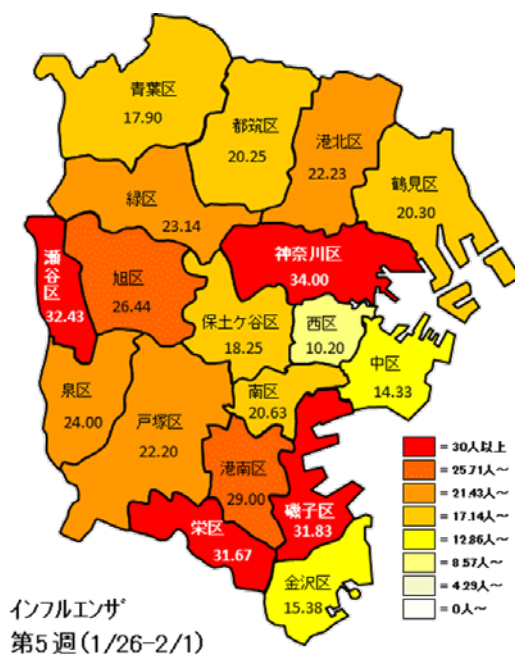 青葉区
17.90
都筑区
20.25
港北区
22.23
鶴見区
20.30
緑区
23.14
神奈川区
34.00
瀬谷区
32.43
旭区
26.44
保土ケ谷区
18.25
西区
10.20
中区
14.33
泉区
24.00
戸塚区
22.20
南区
20.63
港南区
29.00
磯子区
31.83
栄区
31.67
金沢区
15.38
=30人以上
=25.71人～
=21.43人～
=17.14人～
=12.86人～
=8.57人～
=4.29人～
=0人～
インフルエンザ
第5週(1/26-2/1)